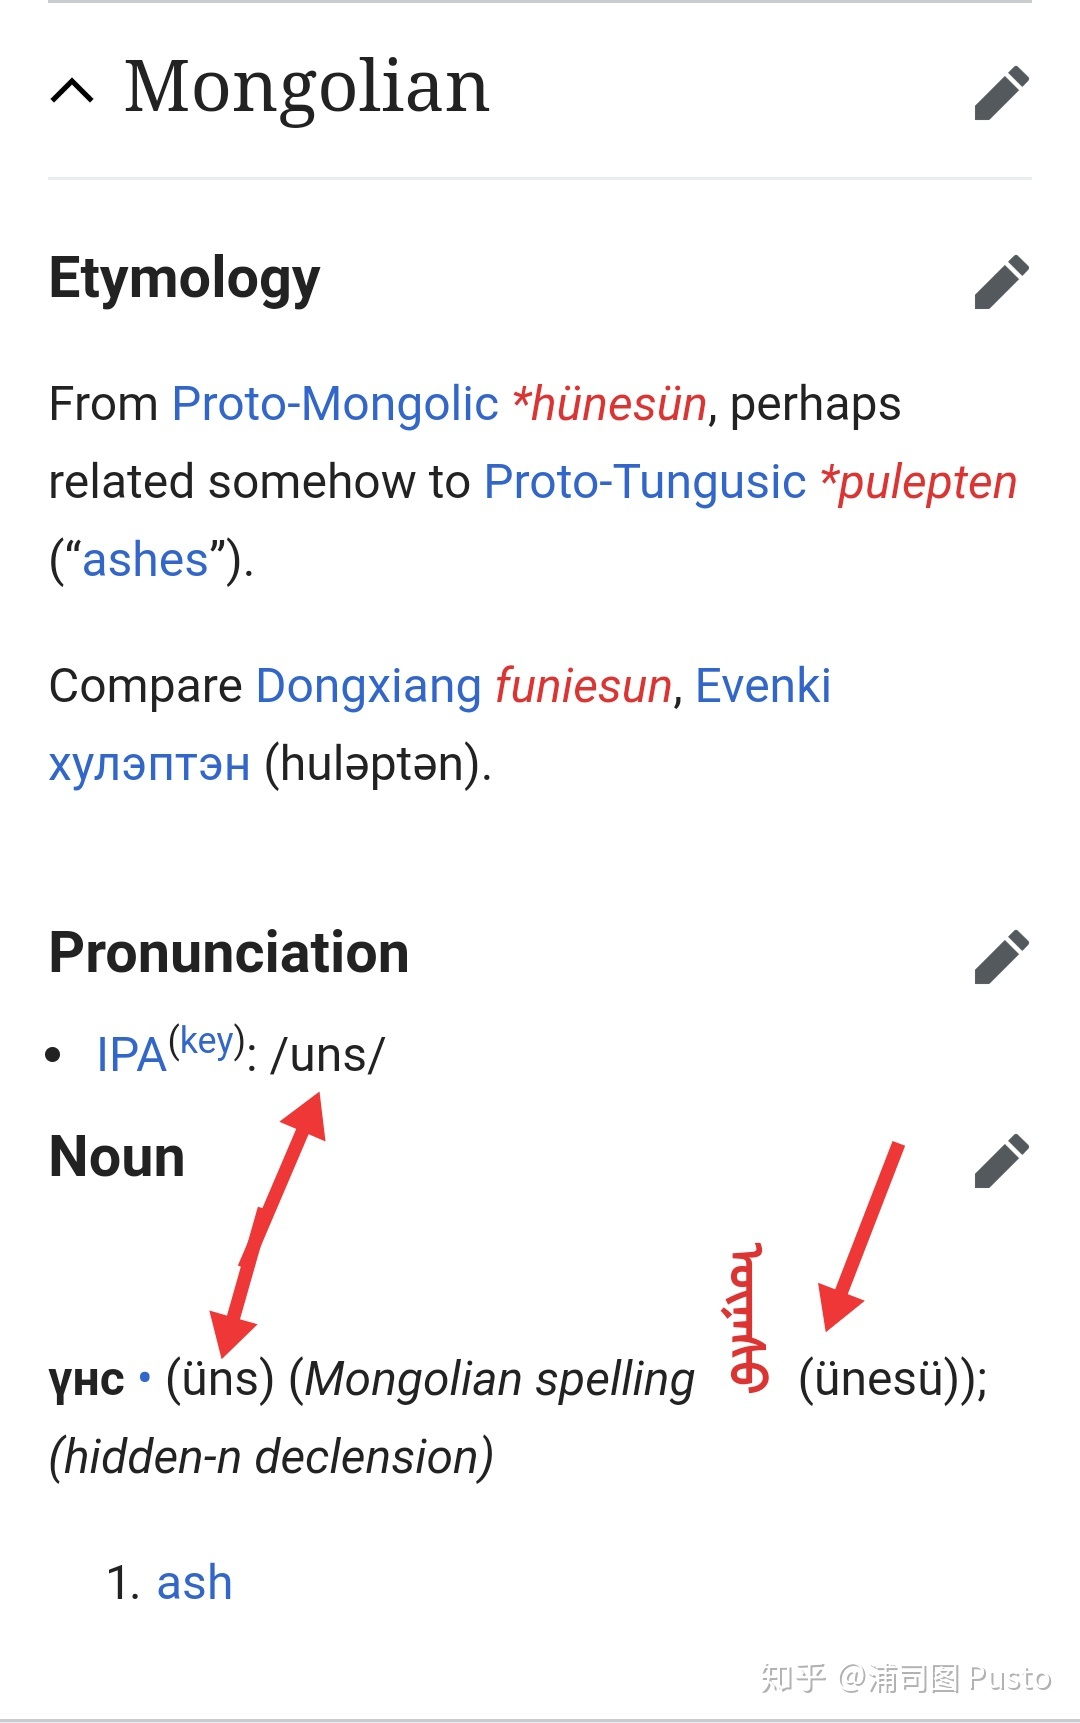 Mongolian
Etymology
From Proto-Mongolic *hünesün, perhaps
related somehow to Proto-Tungusic *pulepten
(“ashes”).
Compare Dongxiang funiesun, Evenki
хулэптэн (huləptən).
Pronunciation
• IPA(key): /uns/
Noun
үнс • (üns) (Mongolian spelling ᠦᠨᠡᠰᠦ (ünesü));
(hidden-n declension)
1. ash
知乎 @浦司图 Pusto